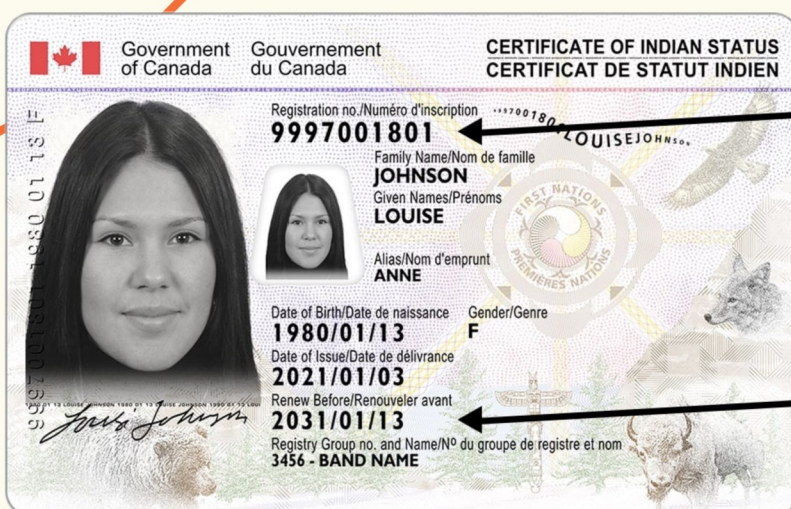 Government Gouvernement
of Canada du Canada
CERTIFICATE OF INDIAN STATUS
CERTIFICAT DE STATUT INDIEN
Registration no./Numéro d'inscription
9997001801
Family Name/Nom de famille
JOHNSON
Given Names/Prénoms
LOUISE
Alias/Nom d'emprunt
ANNE
Date of Birth/Date de naissance Gender/Genre
1980/01/13 F
Date of Issue/Date de délivrance
2021/01/03
Renew Before/Renouveler avant
2031/01/13
Registry Group no. and Name/Nº du groupe de registre et nom
3456 - BAND NAME
9997001801LOUISEJOHNSON
FIRST NATIONS
PREMIÈRES NATIONS
Louise Johnson